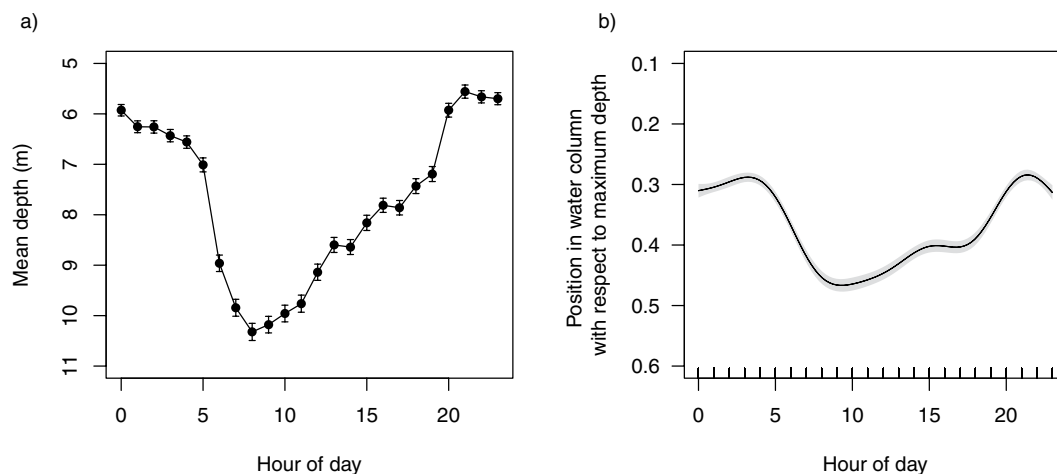 a)
5
6
7
8
9
10
11
Mean depth (m)
0 5 10 15 20
Hour of day
b)
0.1
0.2
0.3
0.4
0.5
0.6
Position in water column
with respect to maximum depth
0 5 10 15 20
Hour of day